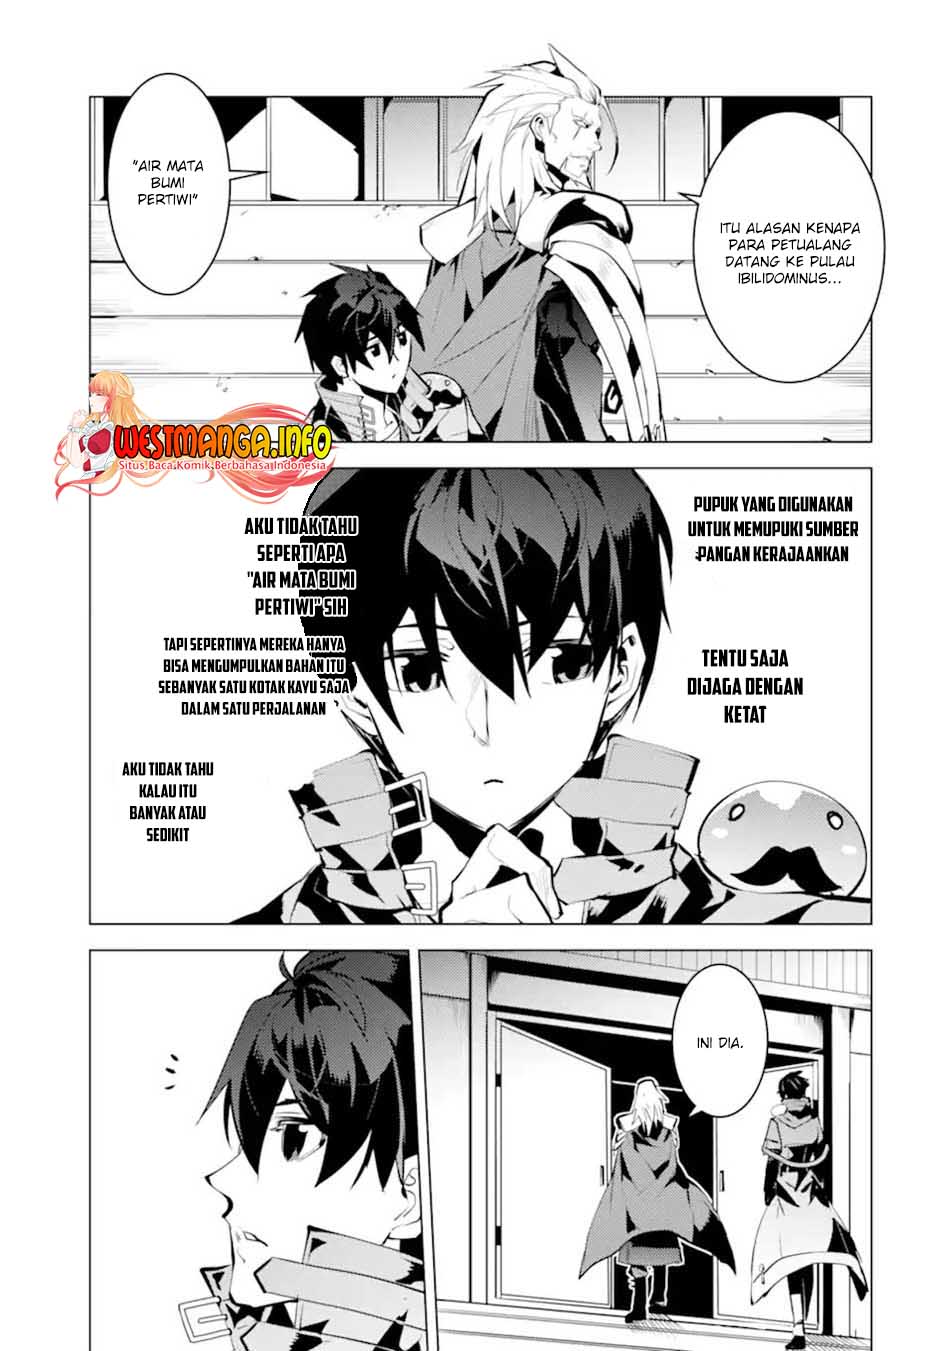 ITU ALASAN KENAPA
PARA PETUALANG
DATANG KE PULAU
IBILIDOMINUS...
"AIR MATA
BUMI
PERTIWI"
WESTMANGA.INFO
Situs Baca Komik Berbahasa Indonesia
PUPUK YANG DIGUNAKAN
UNTUK MEMUPUKI SUMBER
PANGAN KERAJAANKN
TENTU SAJA
DIJAGA DENGAN
KETAT
AKU TIDAK TAHU
SEPERTI APA
"AIR MATA BUMI
PERTIWI" SIH
TAPI SEPERTINYA MEREKA HANYA
BISA MENGUMPULKAN BAHAN ITU
SEBANYAK SATU KOTAK KAYU SAJA
DALAM SATU PERJALANAN
AKU TIDAK TAHU
KALAU ITU
BANYAK ATAU
SEDIKIT
INI DIA.